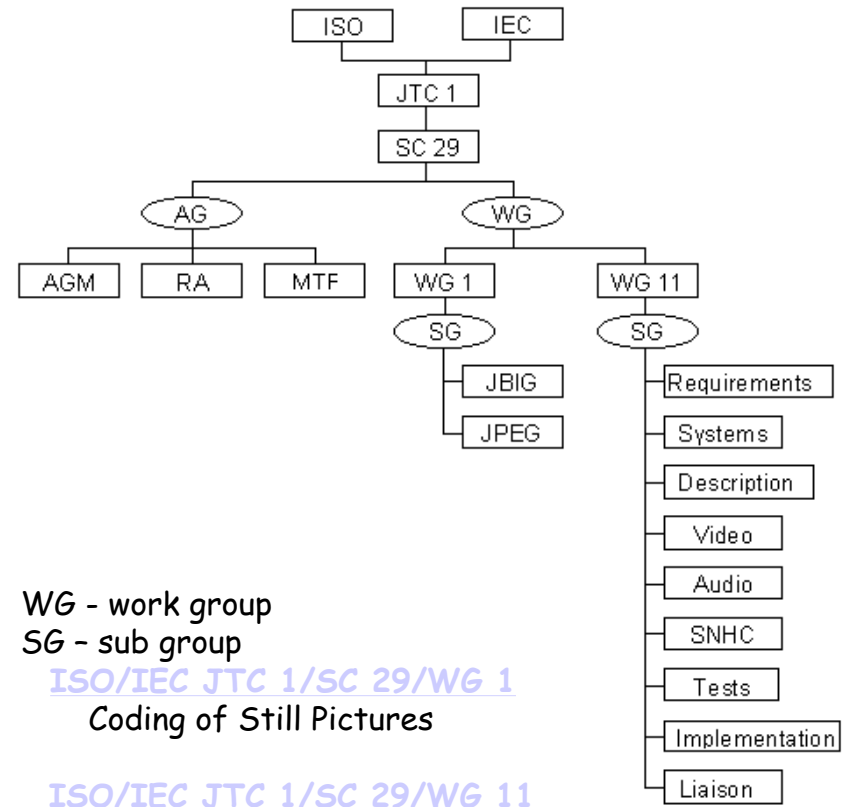 ISO IEC
JTC 1
SC 29
AG WG
AGM RA MTF WG 1 WG 11
SG SG
JBIG
JPEG
Requirements
Systems
Description
Video
Audio
SNHC
Tests
Implementation
Liaison
WG - work group
SG – sub group
ISO/IEC JTC 1/SC 29/WG 1
Coding of Still Pictures
ISO/IEC JTC 1/SC 29/WG 11